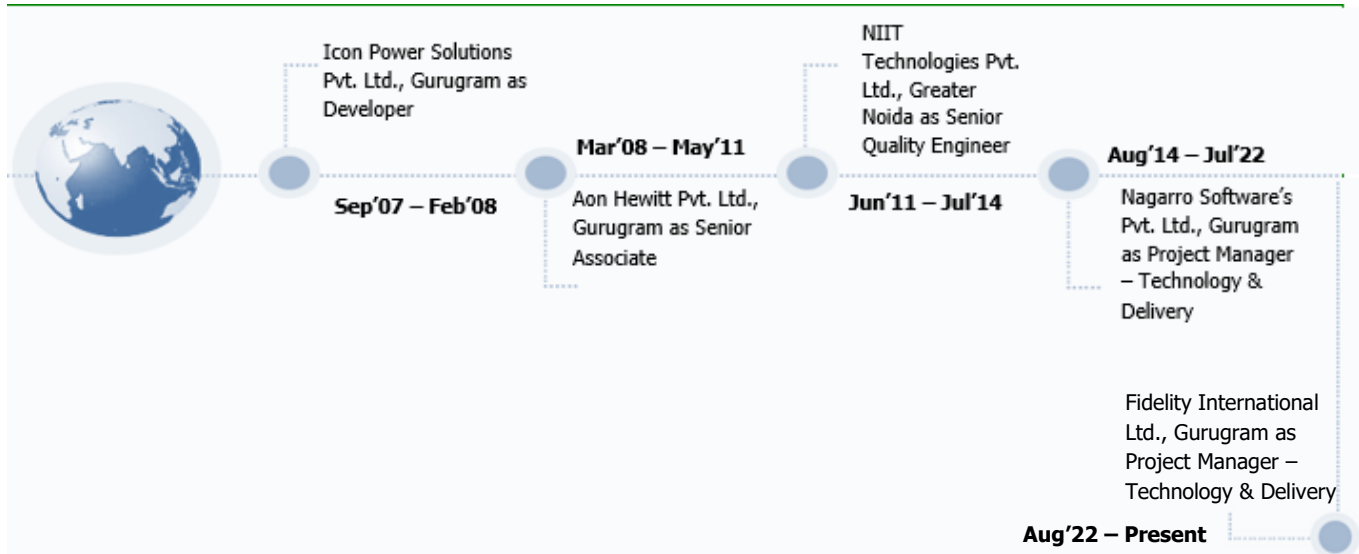 Icon Power Solutions
Pvt. Ltd., Gurugram as
Developer
Sep’07 – Feb’08
Mar’08 – May’11
Aon Hewitt Pvt. Ltd.,
Gurugram as Senior
Associate
NIIT
Technologies Pvt.
Ltd., Greater
Noida as Senior
Quality Engineer
Jun’11 – Jul’14
Aug’14 – Jul’22
Nagarro Software’s
Pvt. Ltd., Gurugram
as Project Manager
– Technology &
Delivery
Fidelity International
Ltd., Gurugram as
Project Manager –
Technology & Delivery
Aug’22 – Present